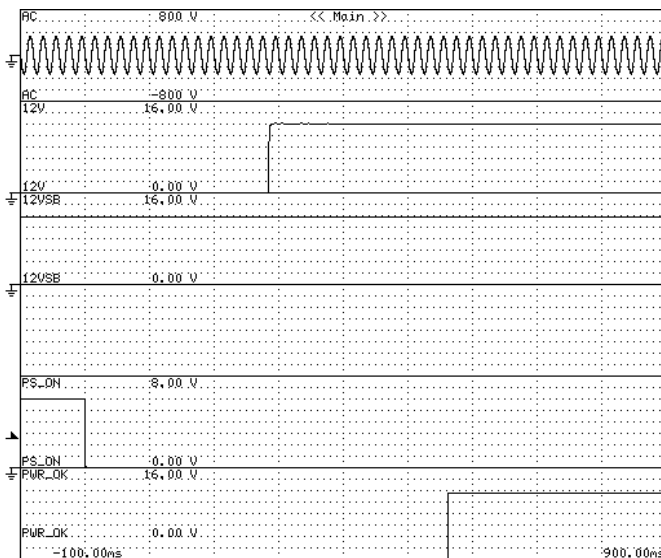 AC 800 V << Main >>
AC -800 V
12V 16.00 V
12V 0.00 V
12VSB 16.00 V
12VSB 0.00 V
PS_ON 8.00 V
PS_ON 0.00 V
PWR_OK 16.00 V
PWR_OK 0.00 V
-100.00ms 900.00ms